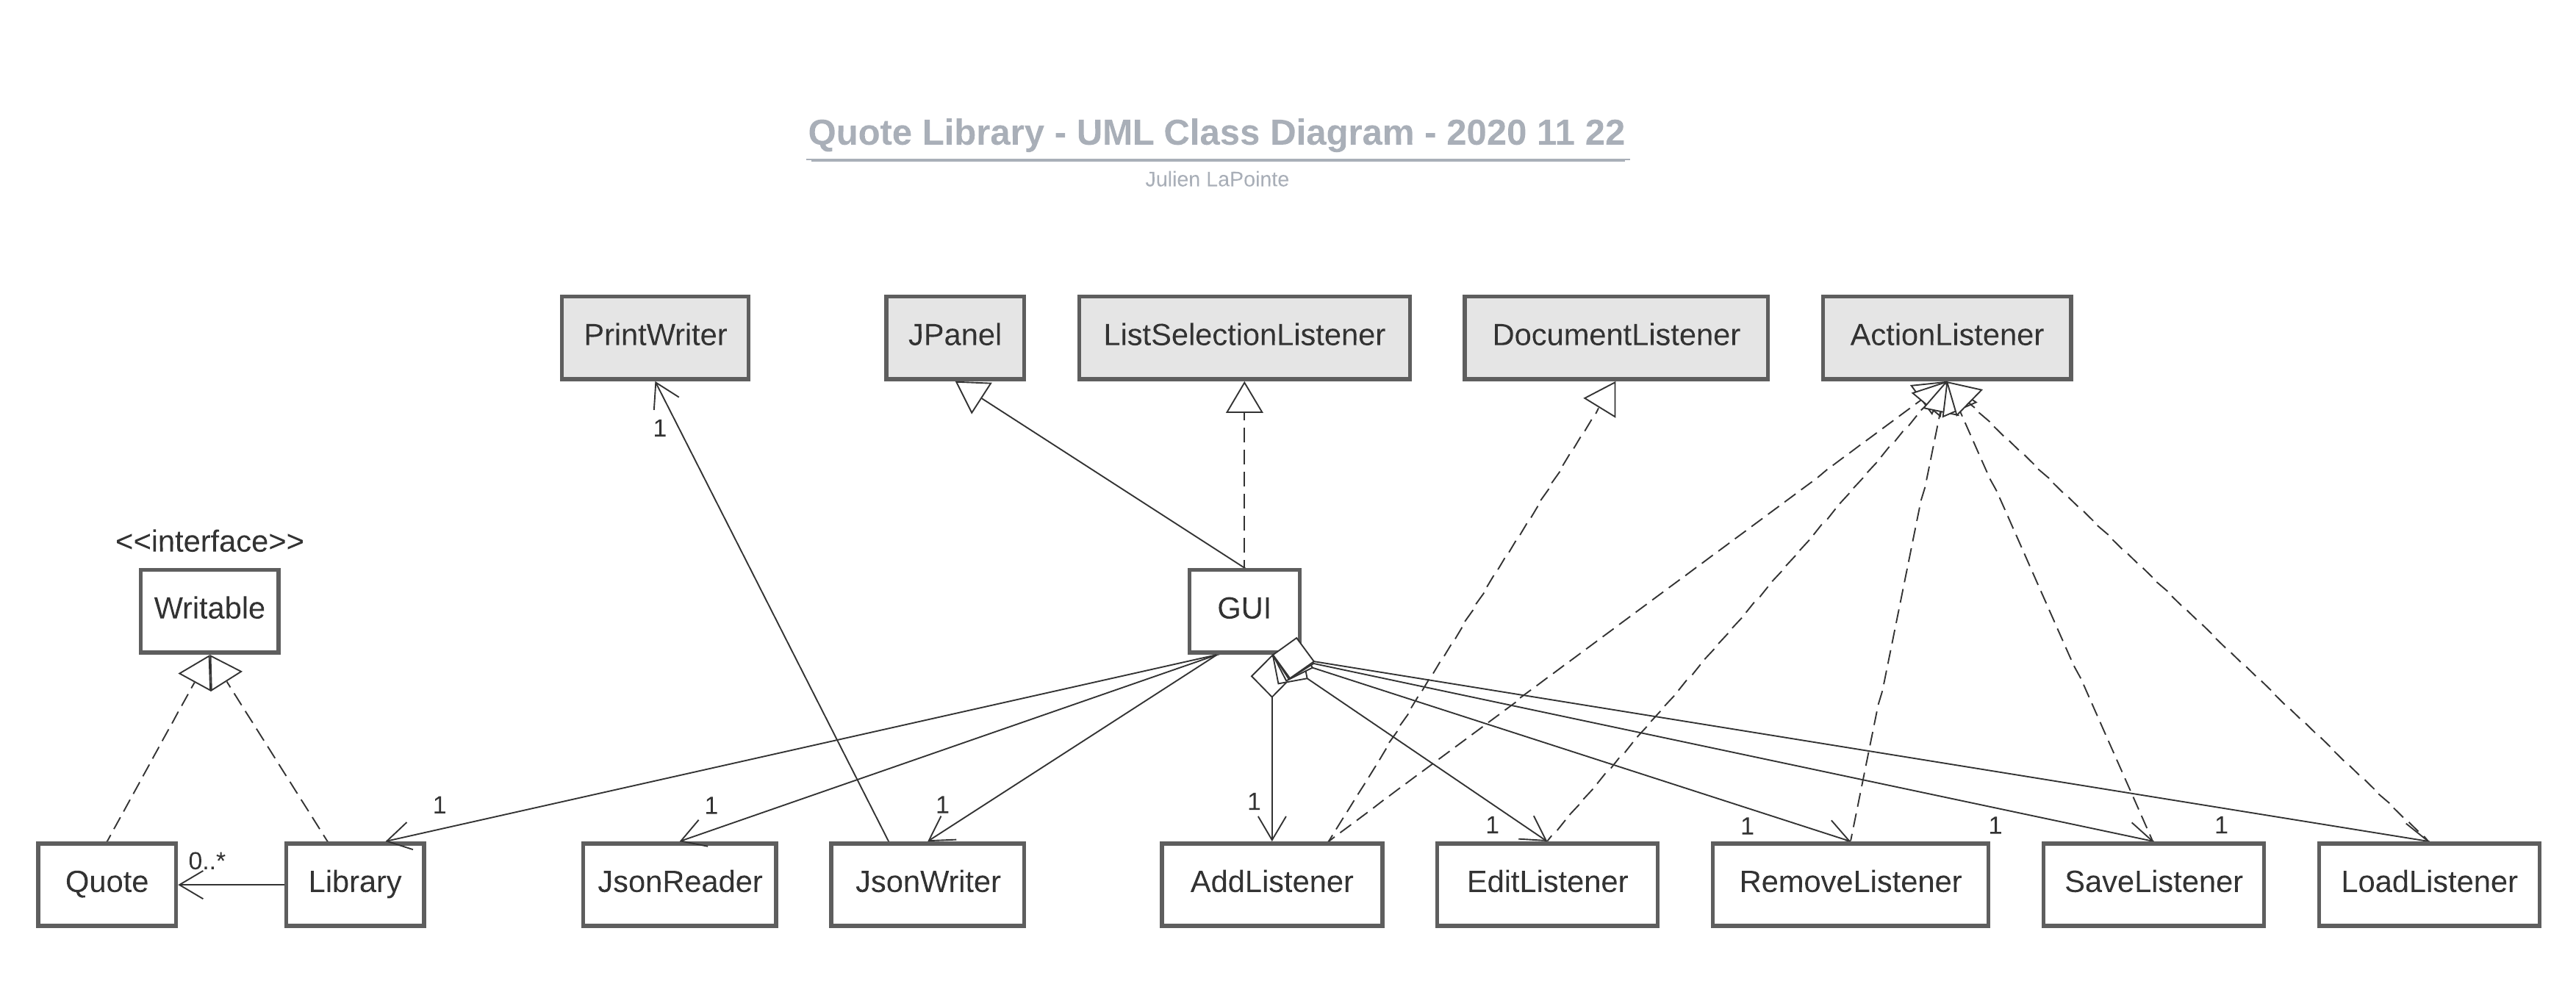 Quote Library - UML Class Diagram - 2020 11 22
Julien LaPointe
PrintWriter
JPanel
ListSelectionListener
DocumentListener
ActionListener
1
<<interface>>
Writable
GUI
1
1
1
1
1
1
1
1
0..*
Quote
Library
JsonReader
JsonWriter
AddListener
EditListener
RemoveListener
SaveListener
LoadListener